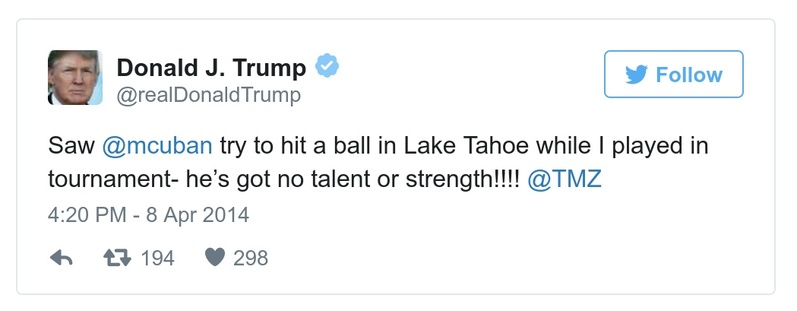 Donald J. Trump
@realDonaldTrump
Follow
Saw @mcuban try to hit a ball in Lake Tahoe while I played in
tournament- he’s got no talent or strength!!!! @TMZ
4:20 PM - 8 Apr 2014
194 298